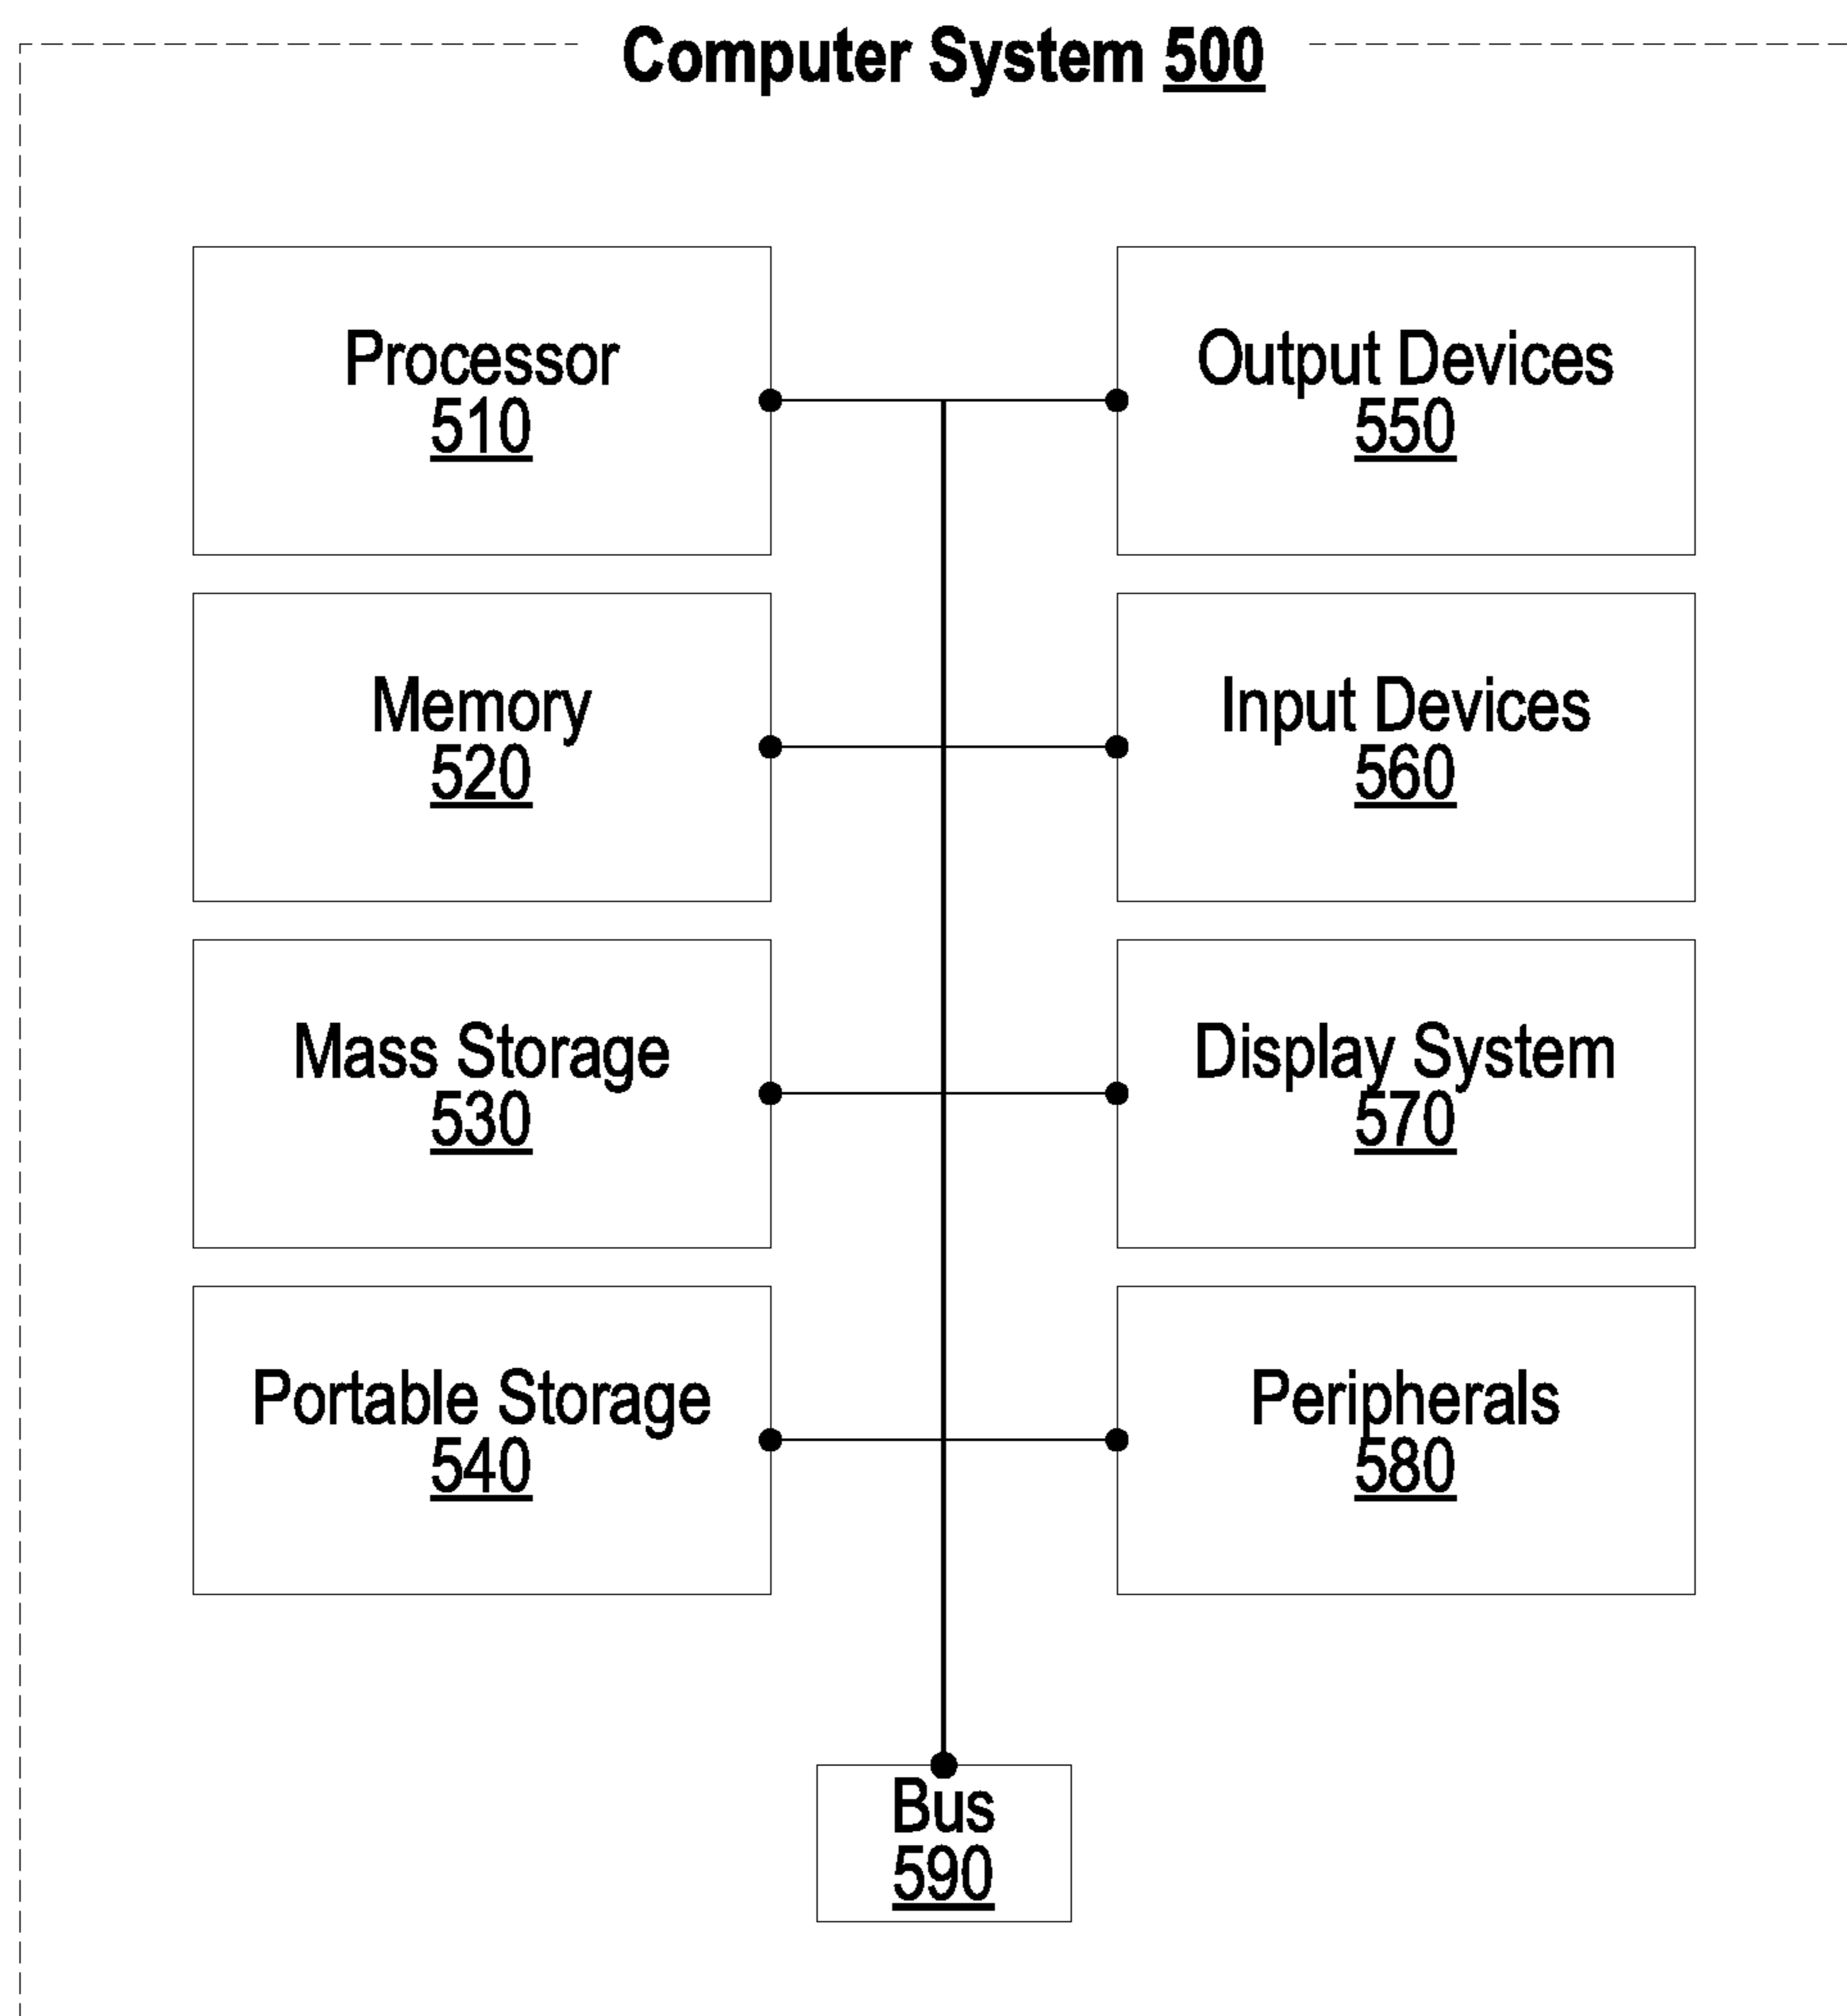 Computer System 500
Processor
510
Output Devices
550
Memory
520
Input Devices
560
Mass Storage
530
Display System
570
Portable Storage
540
Peripherals
580
Bus
590